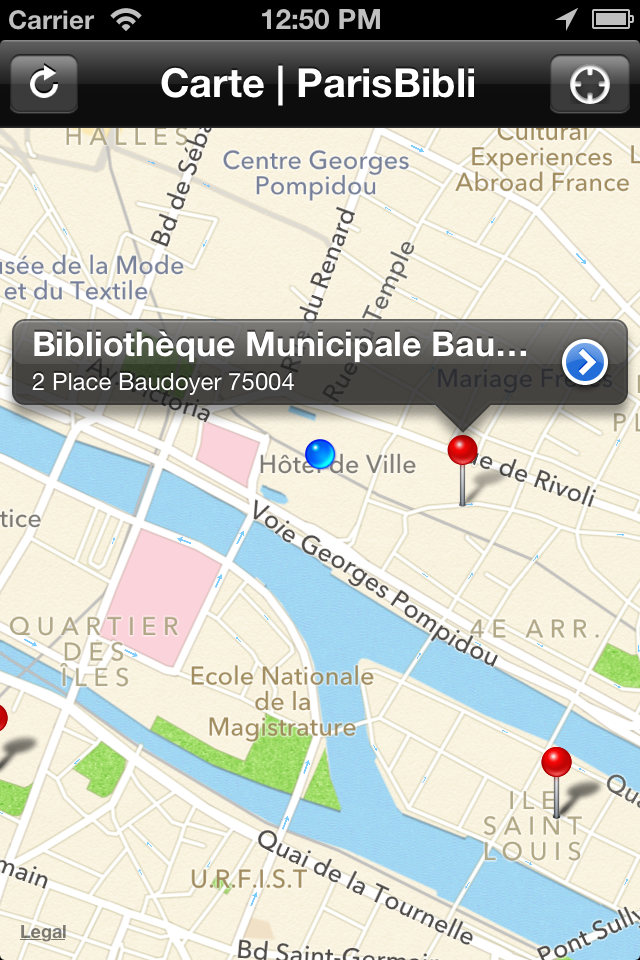 Carrier 12:50 PM
Carte | ParisBibli
HALLES
Bd de Séba
Centre Georges
Pompidou
Cultural
Experiences
Abroad France
L
usée de la Mode
et du Textile
du Renard
Rue du Temple
Bibliothèque Municipale Bau...
2 Place Baudoyer 75004
Mariage Frères
Av Victoria
PL
Hôtel de Ville
Rue de Rivoli
tice
Voie Georges Pompidou
QUARTIER
DES
ÎLES
4E ARR.
Ecole Nationale
de la
Magistrature
ILE
SAINT
LOUIS
Qua
Quai de la Tournelle
U.R.F.I.S.T
main
Legal
Bd Saint-Germain
Pont Sully